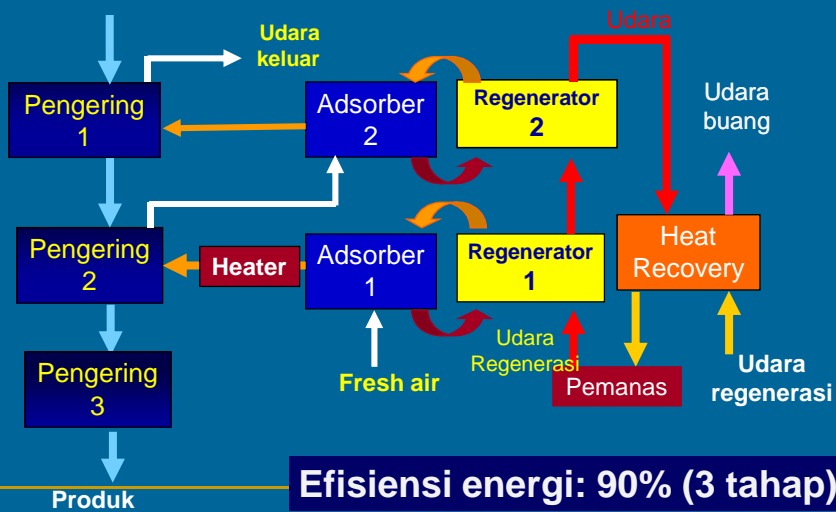 Udara
keluar
Udara
Pengering
1
Adsorber
2
Regenerator
2
Udara
buang
Pengering
2
Heater
Adsorber
1
Regenerator
1
Heat
Recovery
Pengering
3
Fresh air
Udara
Regenerasi
Pemanas
Udara
regenerasi
Produk
Efisiensi energi: 90% (3 tahap)